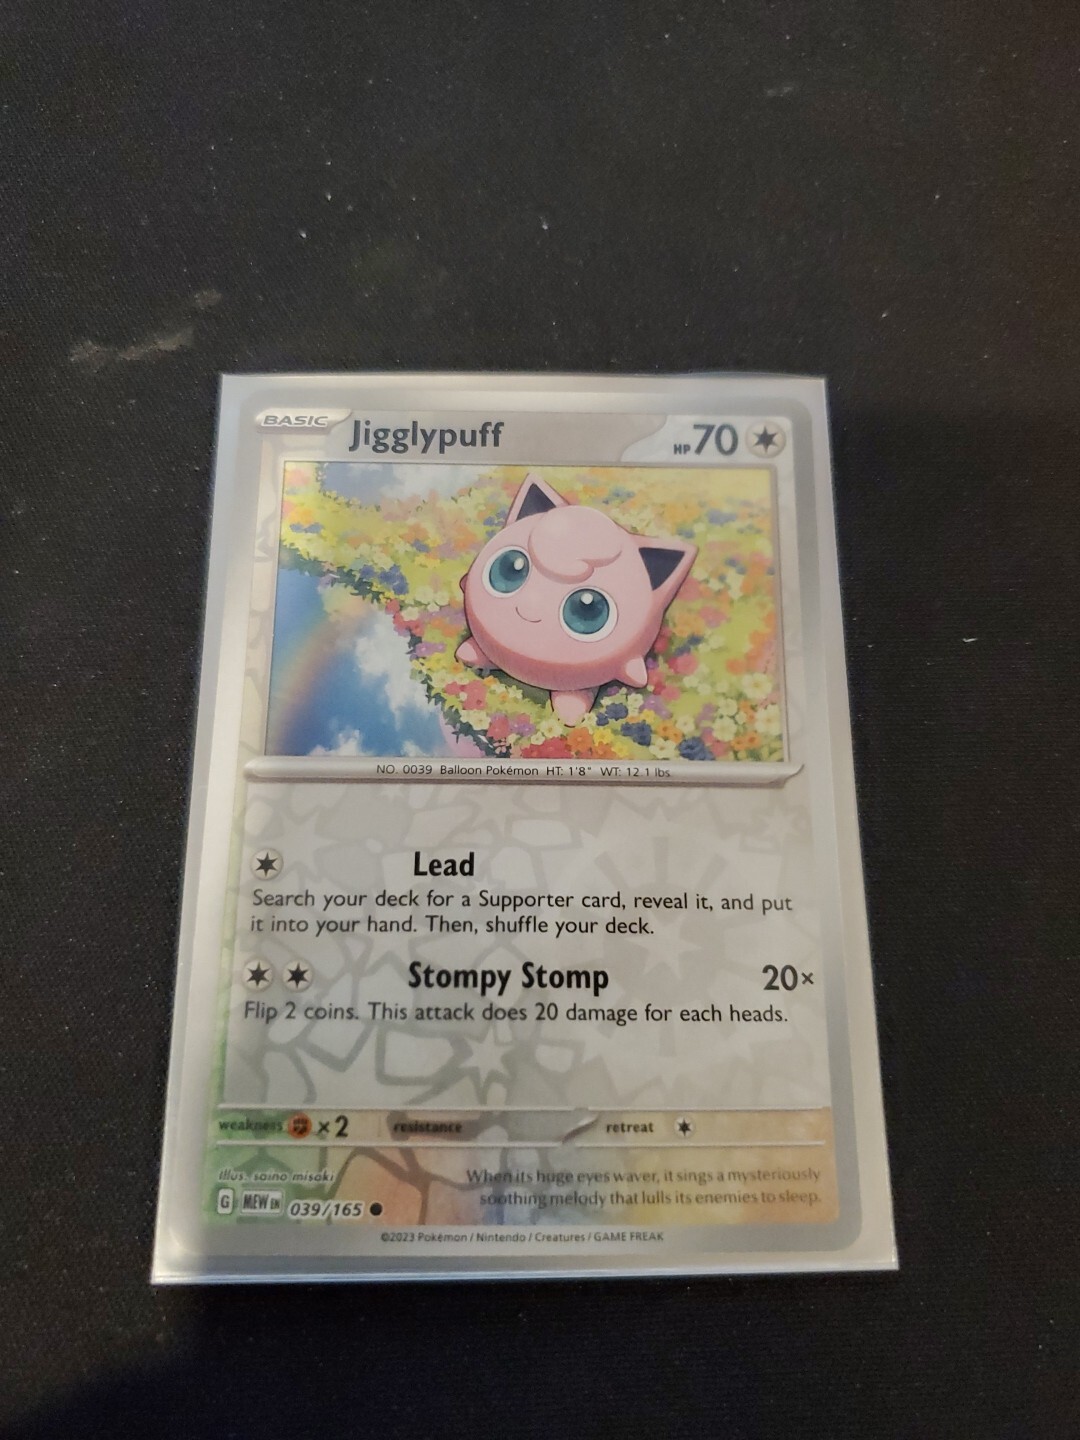 BASIC Jigglypuff HP 70
NO. 0039 Balloon Pokémon HT: 1'8" WT: 12.1 lbs.
Lead
Search your deck for a Supporter card, reveal it, and put
it into your hand. Then, shuffle your deck.
Stompy Stomp 20×
Flip 2 coins. This attack does 20 damage for each heads.
weakness ×2 resistance retreat
Illus. saino misaki
When its huge eyes waver, it sings a mysteriously
soothing melody that lulls its enemies to sleep.
G MEW EN 039/165
©2023 Pokémon / Nintendo / Creatures / GAME FREAK